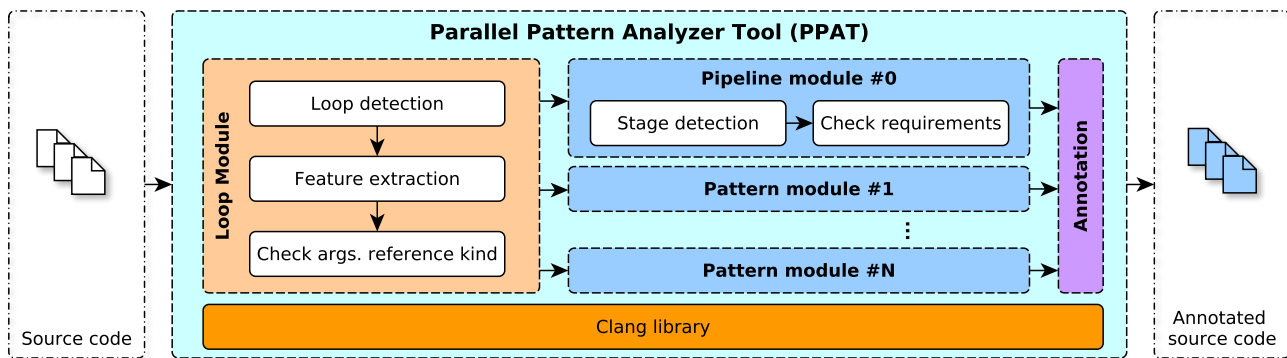 Parallel Pattern Analyzer Tool (PPAT)
Loop Module
Loop detection
Feature extraction
Check args. reference kind
Pipeline module #0
Stage detection
Check requirements
Pattern module #1
⋮
Pattern module #N
Annotation
Clang library
Source code
Annotated
source code